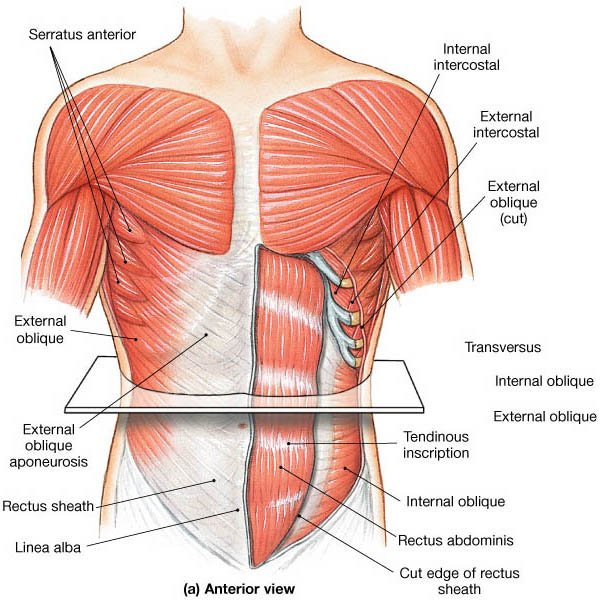 Serratus anterior
Internal
intercostal
External
intercostal
External
oblique
(cut)
External
oblique
Transversus
Internal oblique
External oblique
External
oblique
aponeurosis
Tendinous
inscription
Rectus sheath
Internal oblique
Linea alba
Rectus abdominis
Cut edge of rectus
sheath
(a) Anterior view